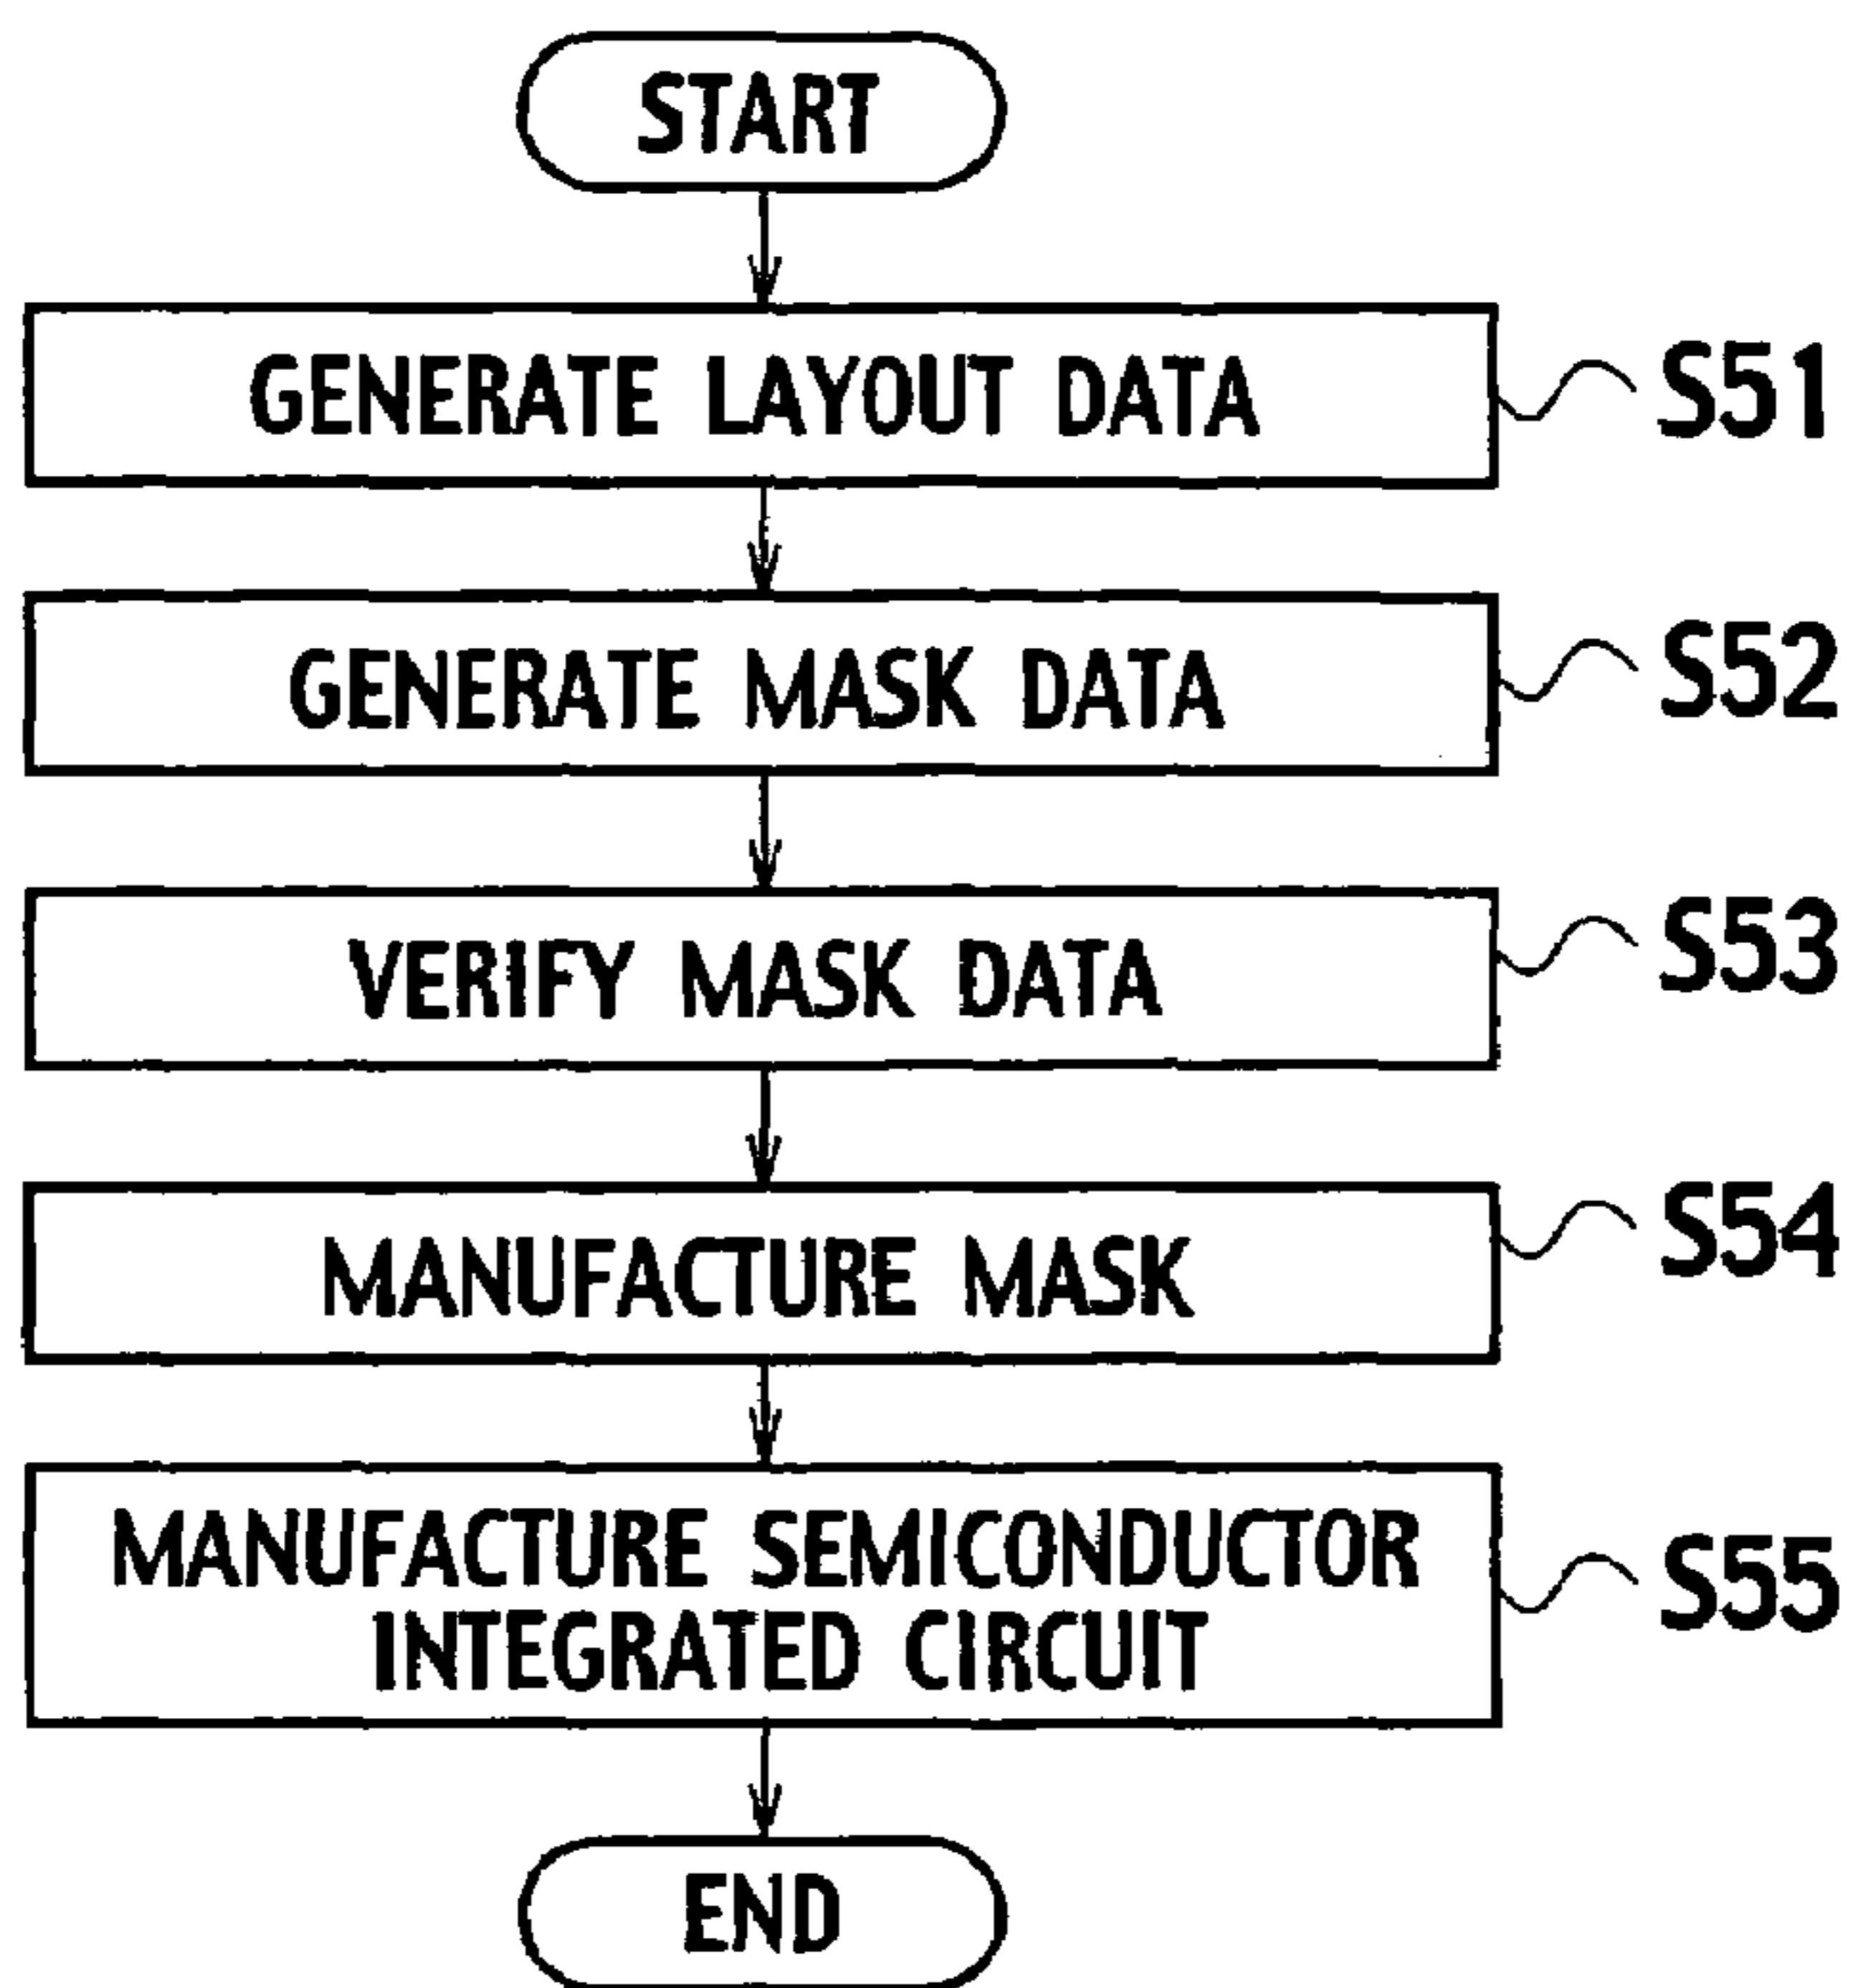 START
GENERATE LAYOUT DATA
S51
GENERATE MASK DATA
S52
VERIFY MASK DATA
S53
MANUFACTURE MASK
S54
MANUFACTURE SEMICONDUCTOR
INTEGRATED CIRCUIT
S55
END